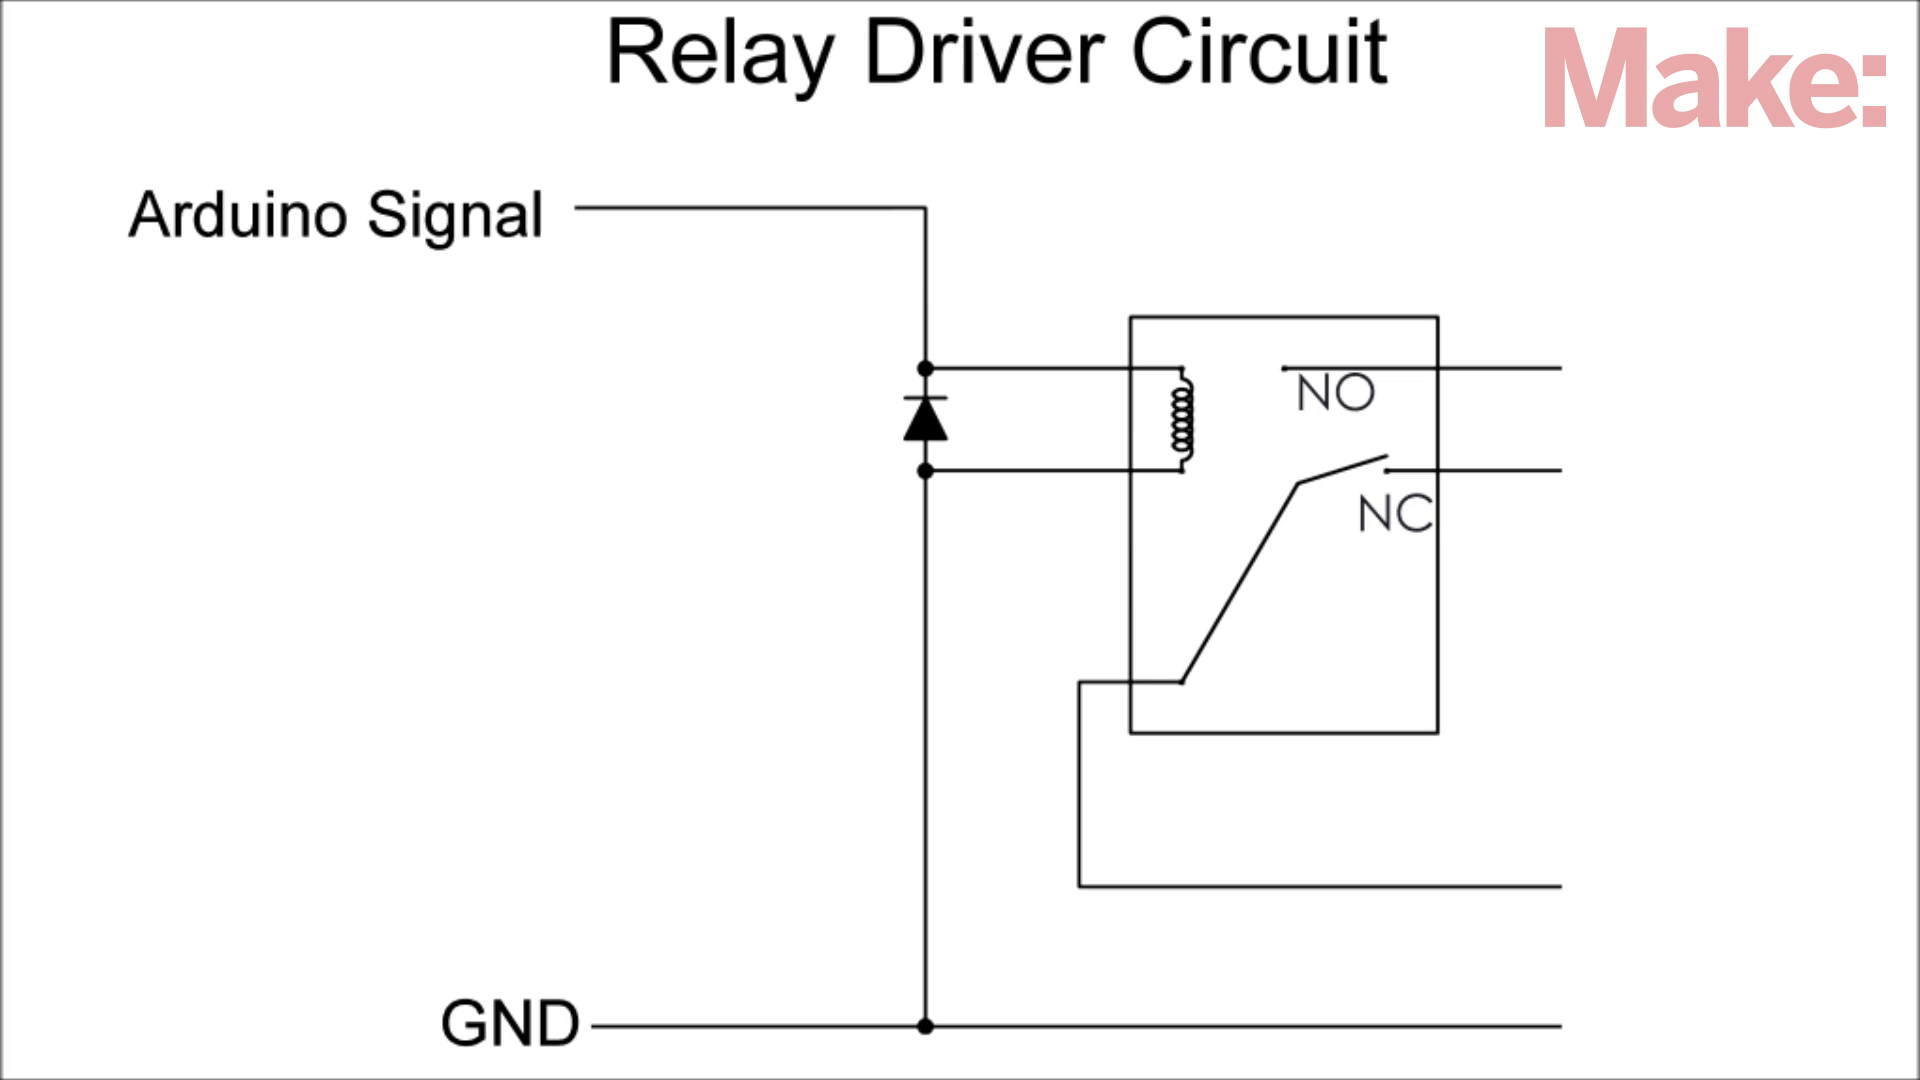 Relay Driver Circuit
Make:
Arduino Signal
NO
NC
GND